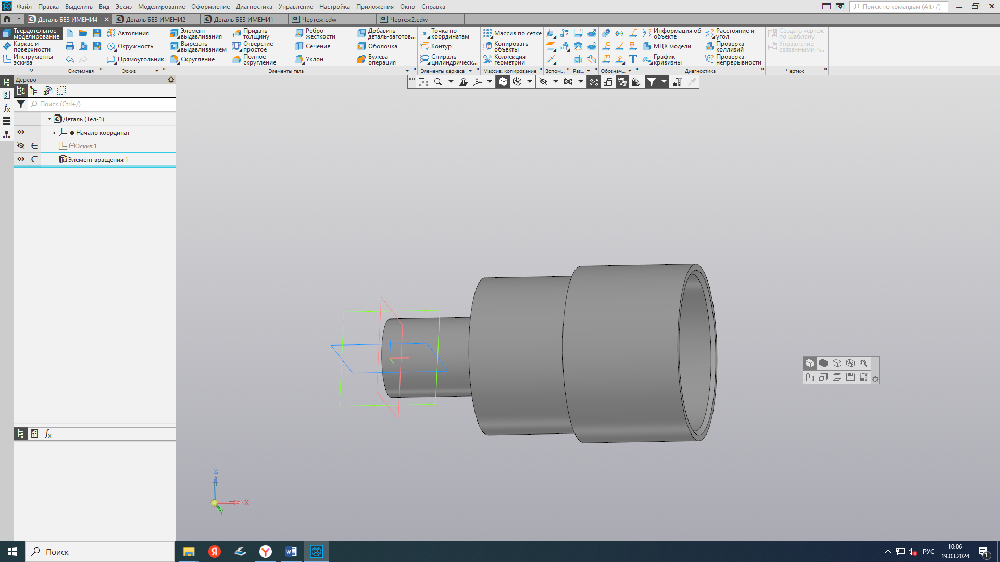 Файл Правка Выделить Вид Эскиз Моделирование Оформление Диагностика Управление Настройка Приложения Окно Справка
Поиск по командам (Alt+/)
Деталь БЕЗ ИМЕНИ4
Деталь БЕЗ ИМЕНИ2
Деталь БЕЗ ИМЕНИ1
Чертеж.cdw
Чертеж2.cdw
Твердотельное моделирование
Каркас и поверхности
Инструменты эскиза
Системная
Автолиния
Окружность
Прямоугольник
Эскиз
Элемент выдавливания
Вырезать выдавливанием
Скругление
Придать толщину
Отверстие простое
Полное скругление
Ребро жесткости
Сечение
Уклон
Добавить деталь-заготов...
Оболочка
Булева операция
Элементы тела
Точка по координатам
Контур
Спираль цилиндрическ...
Элементы каркаса
Массив по сетке
Копировать объекты
Коллекция геометрии
Массив, копирование
Вспом...
Раз...
Обознач...
Информация об объекте
МЦХ модели
График кривизны
Расстояние и угол
Проверка коллизий
Проверка непрерывности
Диагностика
Создать чертеж по шаблону
Управление связанными ч...
Чертеж
Дерево
Поиск (Ctrl+/)
Деталь (Тел-1)
Начало координат
(-)Эскиз:1
Элемент вращения:1
Z
X
Y
Поиск
РУС
10:06
19.03.2024
1